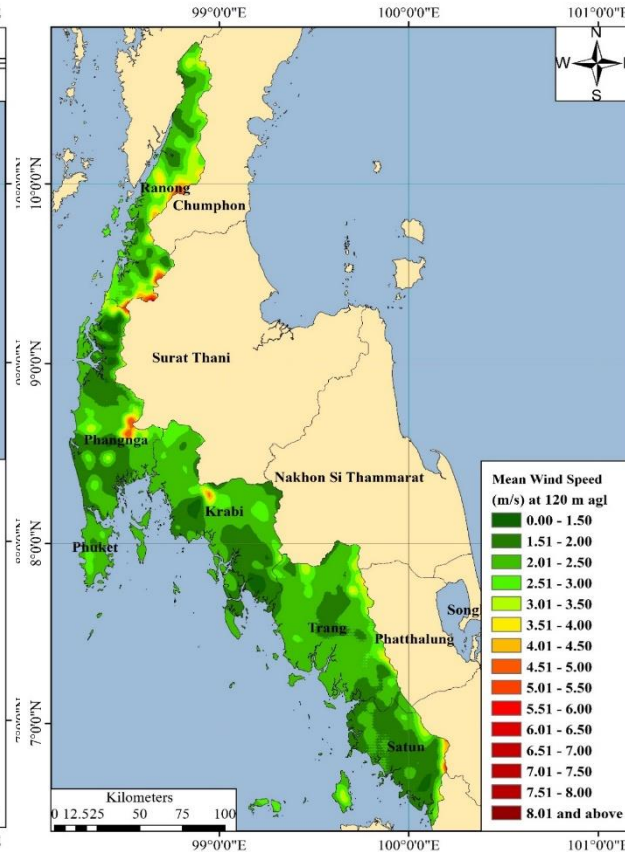 99°0'0"E
100°0'0"E
101°0'0"E
N
W
S
Ranong
10°0'0"N
Chumphon
Surat Thani
9°0'0"N
Phangnga
Nakhon Si Thammarat
Krabi
Phuket
8°0'0"N
Song
Trang
Phatthalung
7°0'0"N
Satun
Mean Wind Speed
(m/s) at 120 m agl
0.00 - 1.50
1.51 - 2.00
2.01 - 2.50
2.51 - 3.00
3.01 - 3.50
3.51 - 4.00
4.01 - 4.50
4.51 - 5.00
5.01 - 5.50
5.51 - 6.00
6.01 - 6.50
6.51 - 7.00
7.01 - 7.50
7.51 - 8.00
8.01 and above
Kilometers
0 12.525 50 75 100
99°0'0"E
100°0'0"E